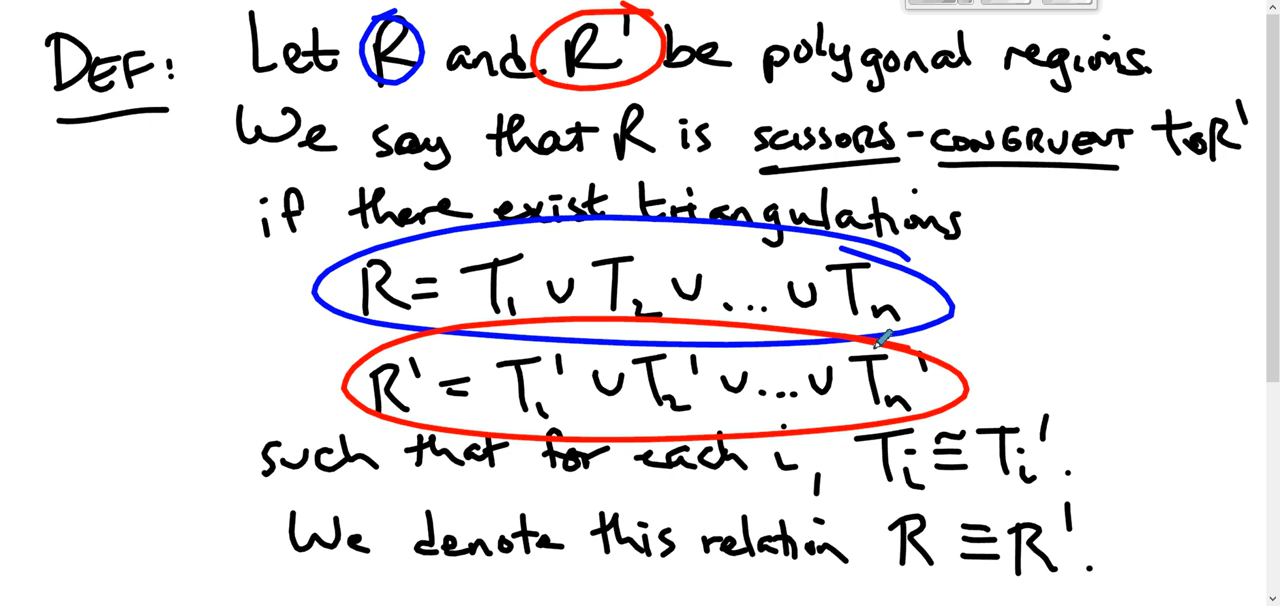 DEF: Let R and R' be polygonal regions.
We say that R is SCISSORS-CONGRUENT to R'
if there exist triangulations
R = T₁ ∪ T₂ ∪ ... ∪ Tₙ
R' = T₁' ∪ T₂' ∪ ... ∪ Tₙ'
such that for each i, Tᵢ ≅ Tᵢ'.
We denote this relation R ≡ R'.